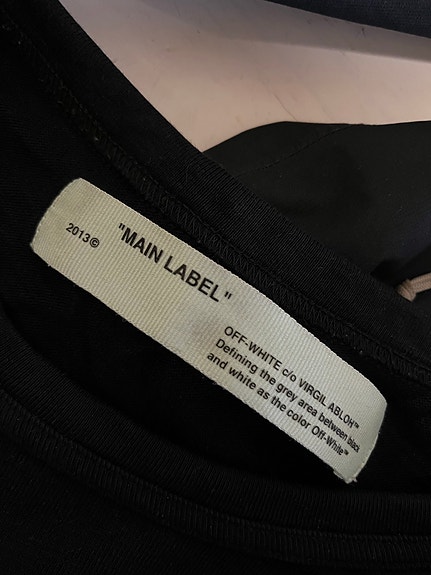 2013©
"MAIN LABEL"
OFF-WHITE c/o VIRGIL ABLOH™
Defining the grey area between black
and white as the color Off-White™